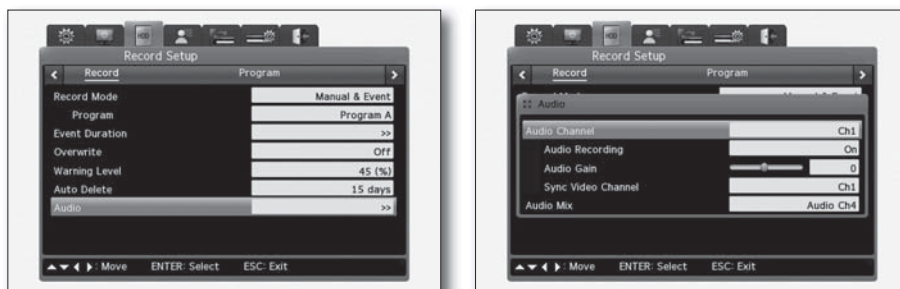 HDD
Record Setup
Record Program
Record Mode Manual & Event
Program Program A
Event Duration >>
Overwrite Off
Warning Level 45 (%)
Auto Delete 15 days
Audio >>
▲▼◀▶: Move ENTER: Select ESC: Exit
HDD
Record Setup
Record Program
Audio
Audio Channel Ch1
Audio Recording On
Audio Gain 0
Sync Video Channel Ch1
Audio Mix Audio Ch4
▲▼◀▶: Move ENTER: Select ESC: Exit